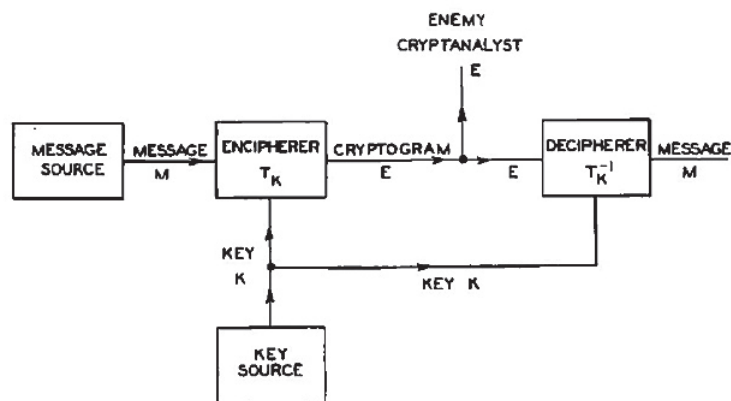 ENEMY
CRYPTANALYST
E
MESSAGE
SOURCE
MESSAGE
M
ENCIPHERER
T_K
CRYPTOGRAM
E
E
DECIPHERER
T_K^-1
MESSAGE
M
KEY
K
KEY K
KEY
SOURCE